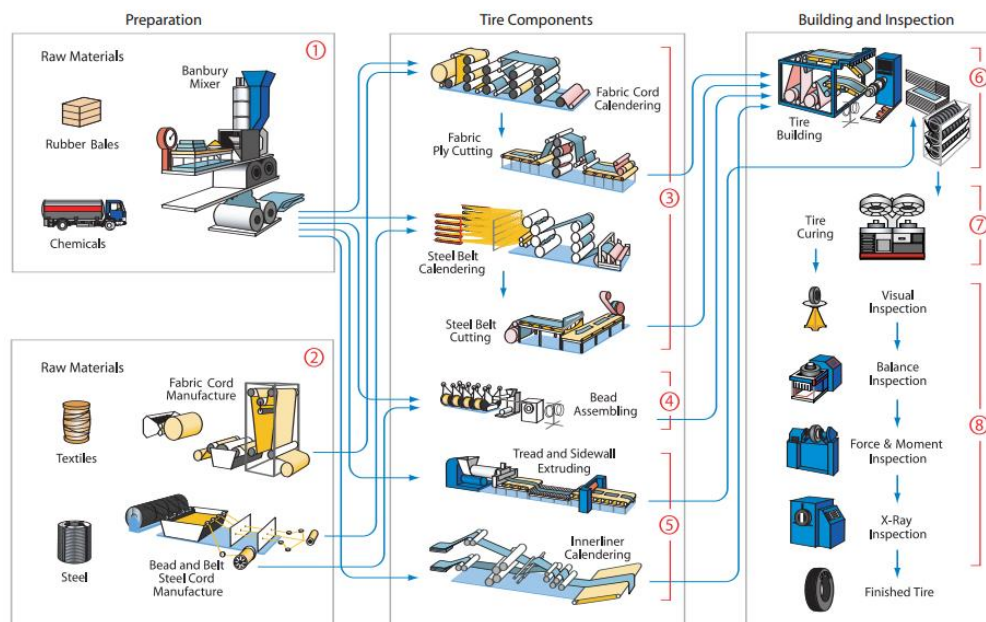 Preparation
Raw Materials
①
Banbury
Mixer
Rubber Bales
Chemicals
Raw Materials
②
Fabric Cord
Manufacture
Textiles
Steel
Bead and Belt
Steel Cord
Manufacture
Tire Components
Fabric Cord
Calendering
Fabric
Ply Cutting
③
Steel Belt
Calendering
Steel Belt
Cutting
④
Bead
Assembling
Tread and Sidewall
Extruding
⑤
Innerliner
Calendering
Building and Inspection
⑥
Tire
Building
⑦
Tire
Curing
Visual
Inspection
Balance
Inspection
⑧
Force & Moment
Inspection
X-Ray
Inspection
Finished Tire